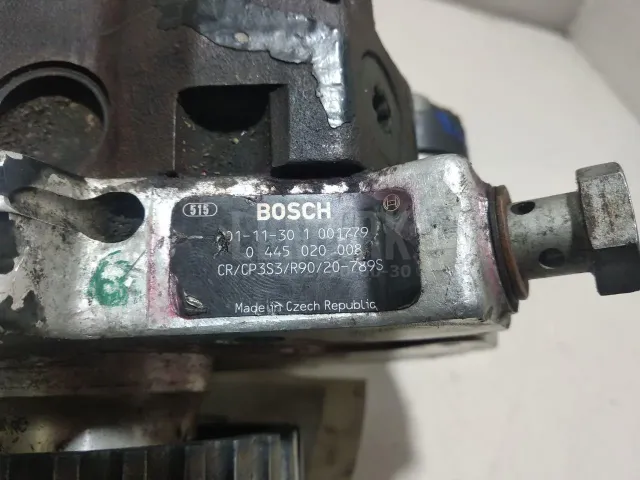 515 BOSCH
01-11-30 1 001779
0 445 020 008
CR/CP3S3/R90/20-789S
Made in Czech Republic
30